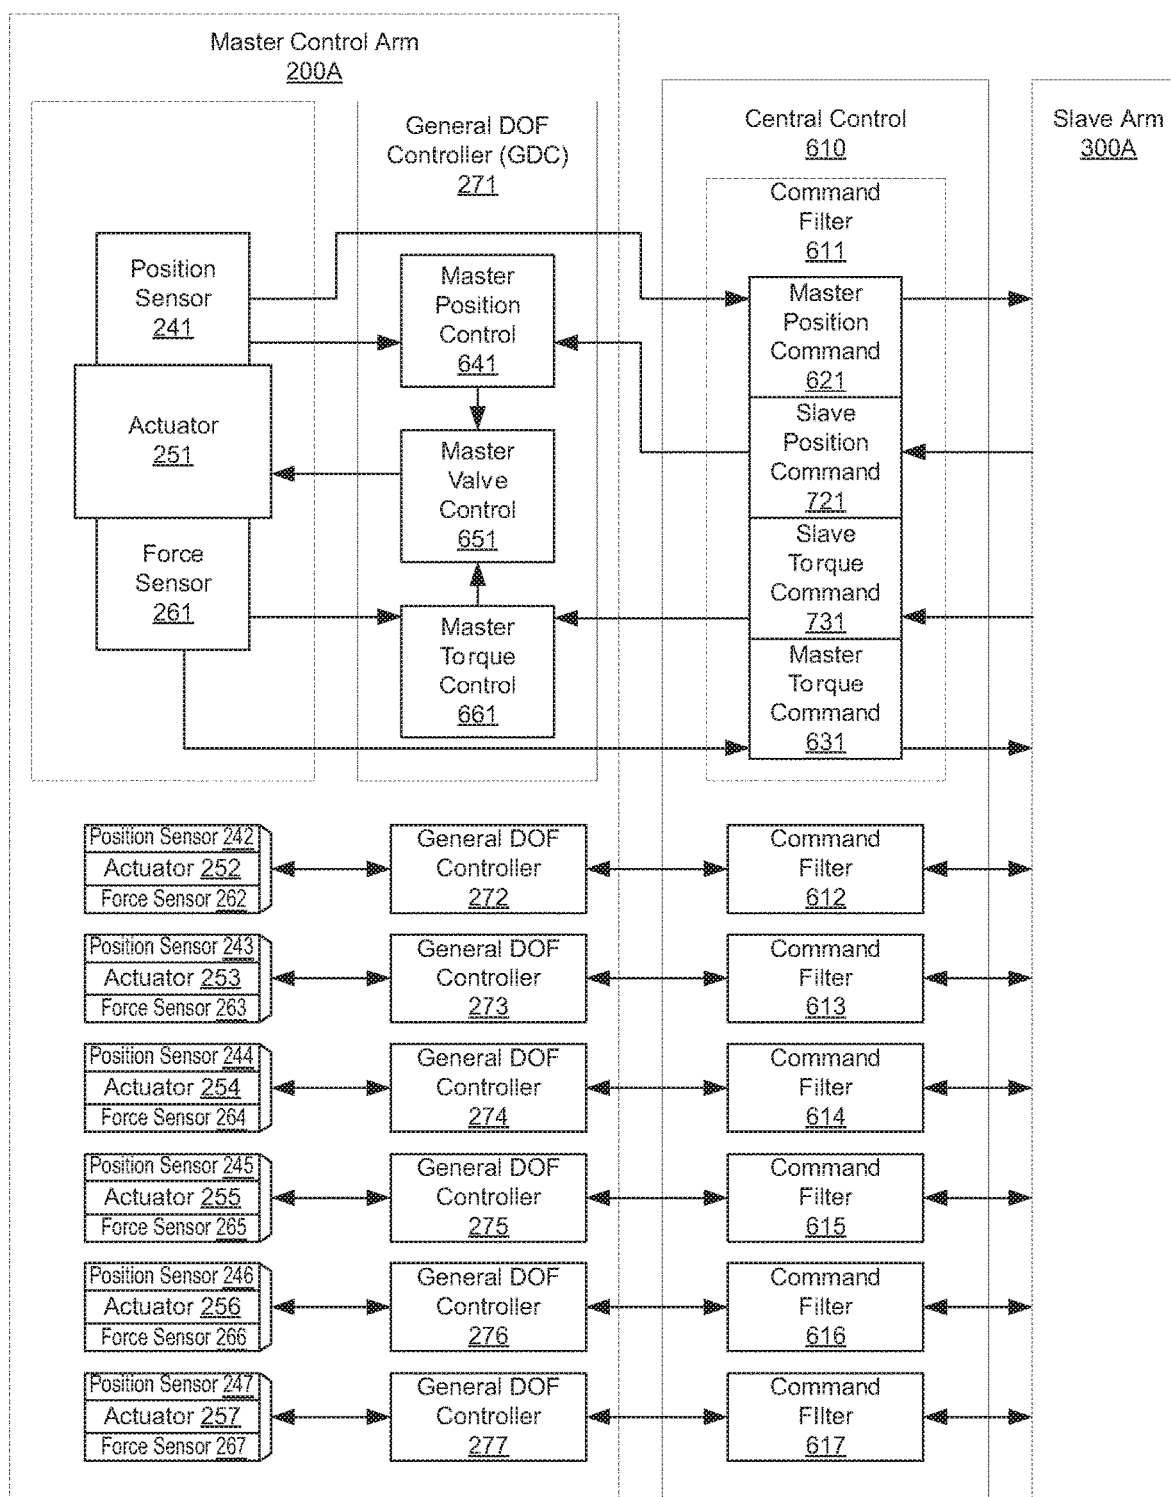 Master Control Arm
200A
General DOF
Controller (GDC)
271
Central Control
610
Slave Arm
300A
Command
Filter
611
Position
Sensor
241
Actuator
251
Force
Sensor
261
Master
Position
Control
641
Master
Valve
Control
651
Master
Torque
Control
661
Master
Position
Command
621
Slave
Position
Command
721
Slave
Torque
Command
731
Master
Torque
Command
631
Position Sensor 242
Actuator 252
Force Sensor 262
General DOF
Controller
272
Command
Filter
612
Position Sensor 243
Actuator 253
Force Sensor 263
General DOF
Controller
273
Command
Filter
613
Position Sensor 244
Actuator 254
Force Sensor 264
General DOF
Controller
274
Command
Filter
614
Position Sensor 245
Actuator 255
Force Sensor 265
General DOF
Controller
275
Command
Filter
615
Position Sensor 246
Actuator 256
Force Sensor 266
General DOF
Controller
276
Command
Filter
616
Position Sensor 247
Actuator 257
Force Sensor 267
General DOF
Controller
277
Command
FIlter
617